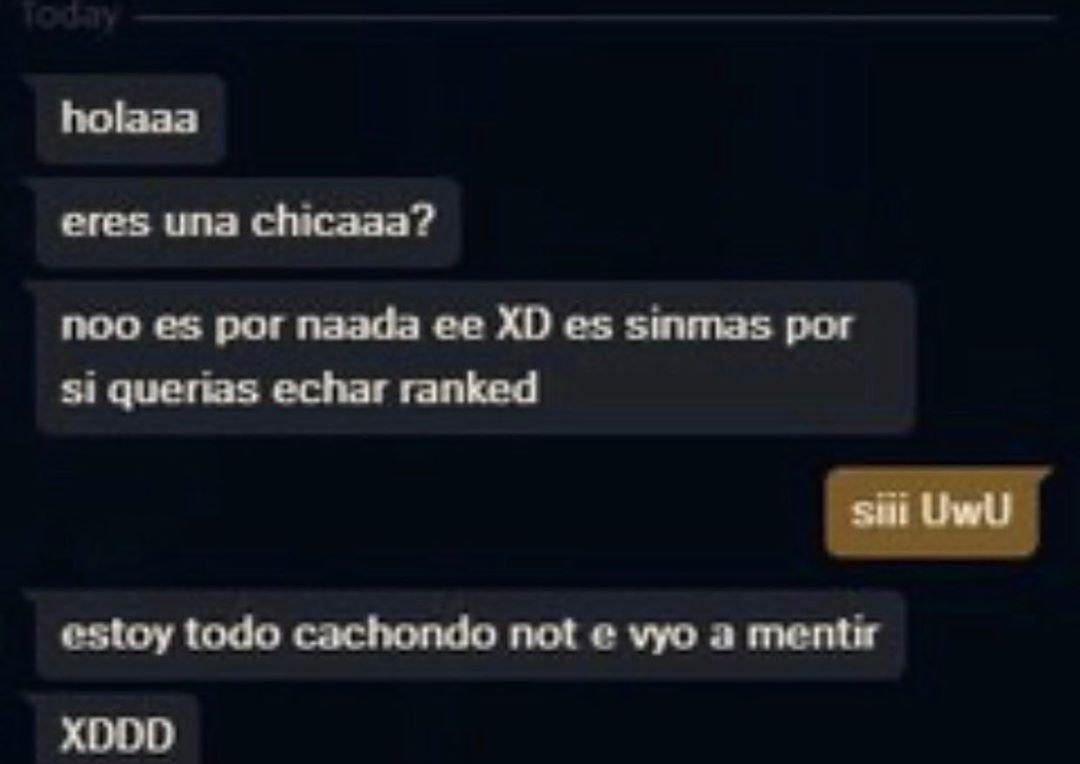 Today
holaaa
eres una chicaaa?
noo es por naada ee XD es sinmas por
si querias echar ranked
siii UwU
estoy todo cachondo not e vyo a mentir
XDDD